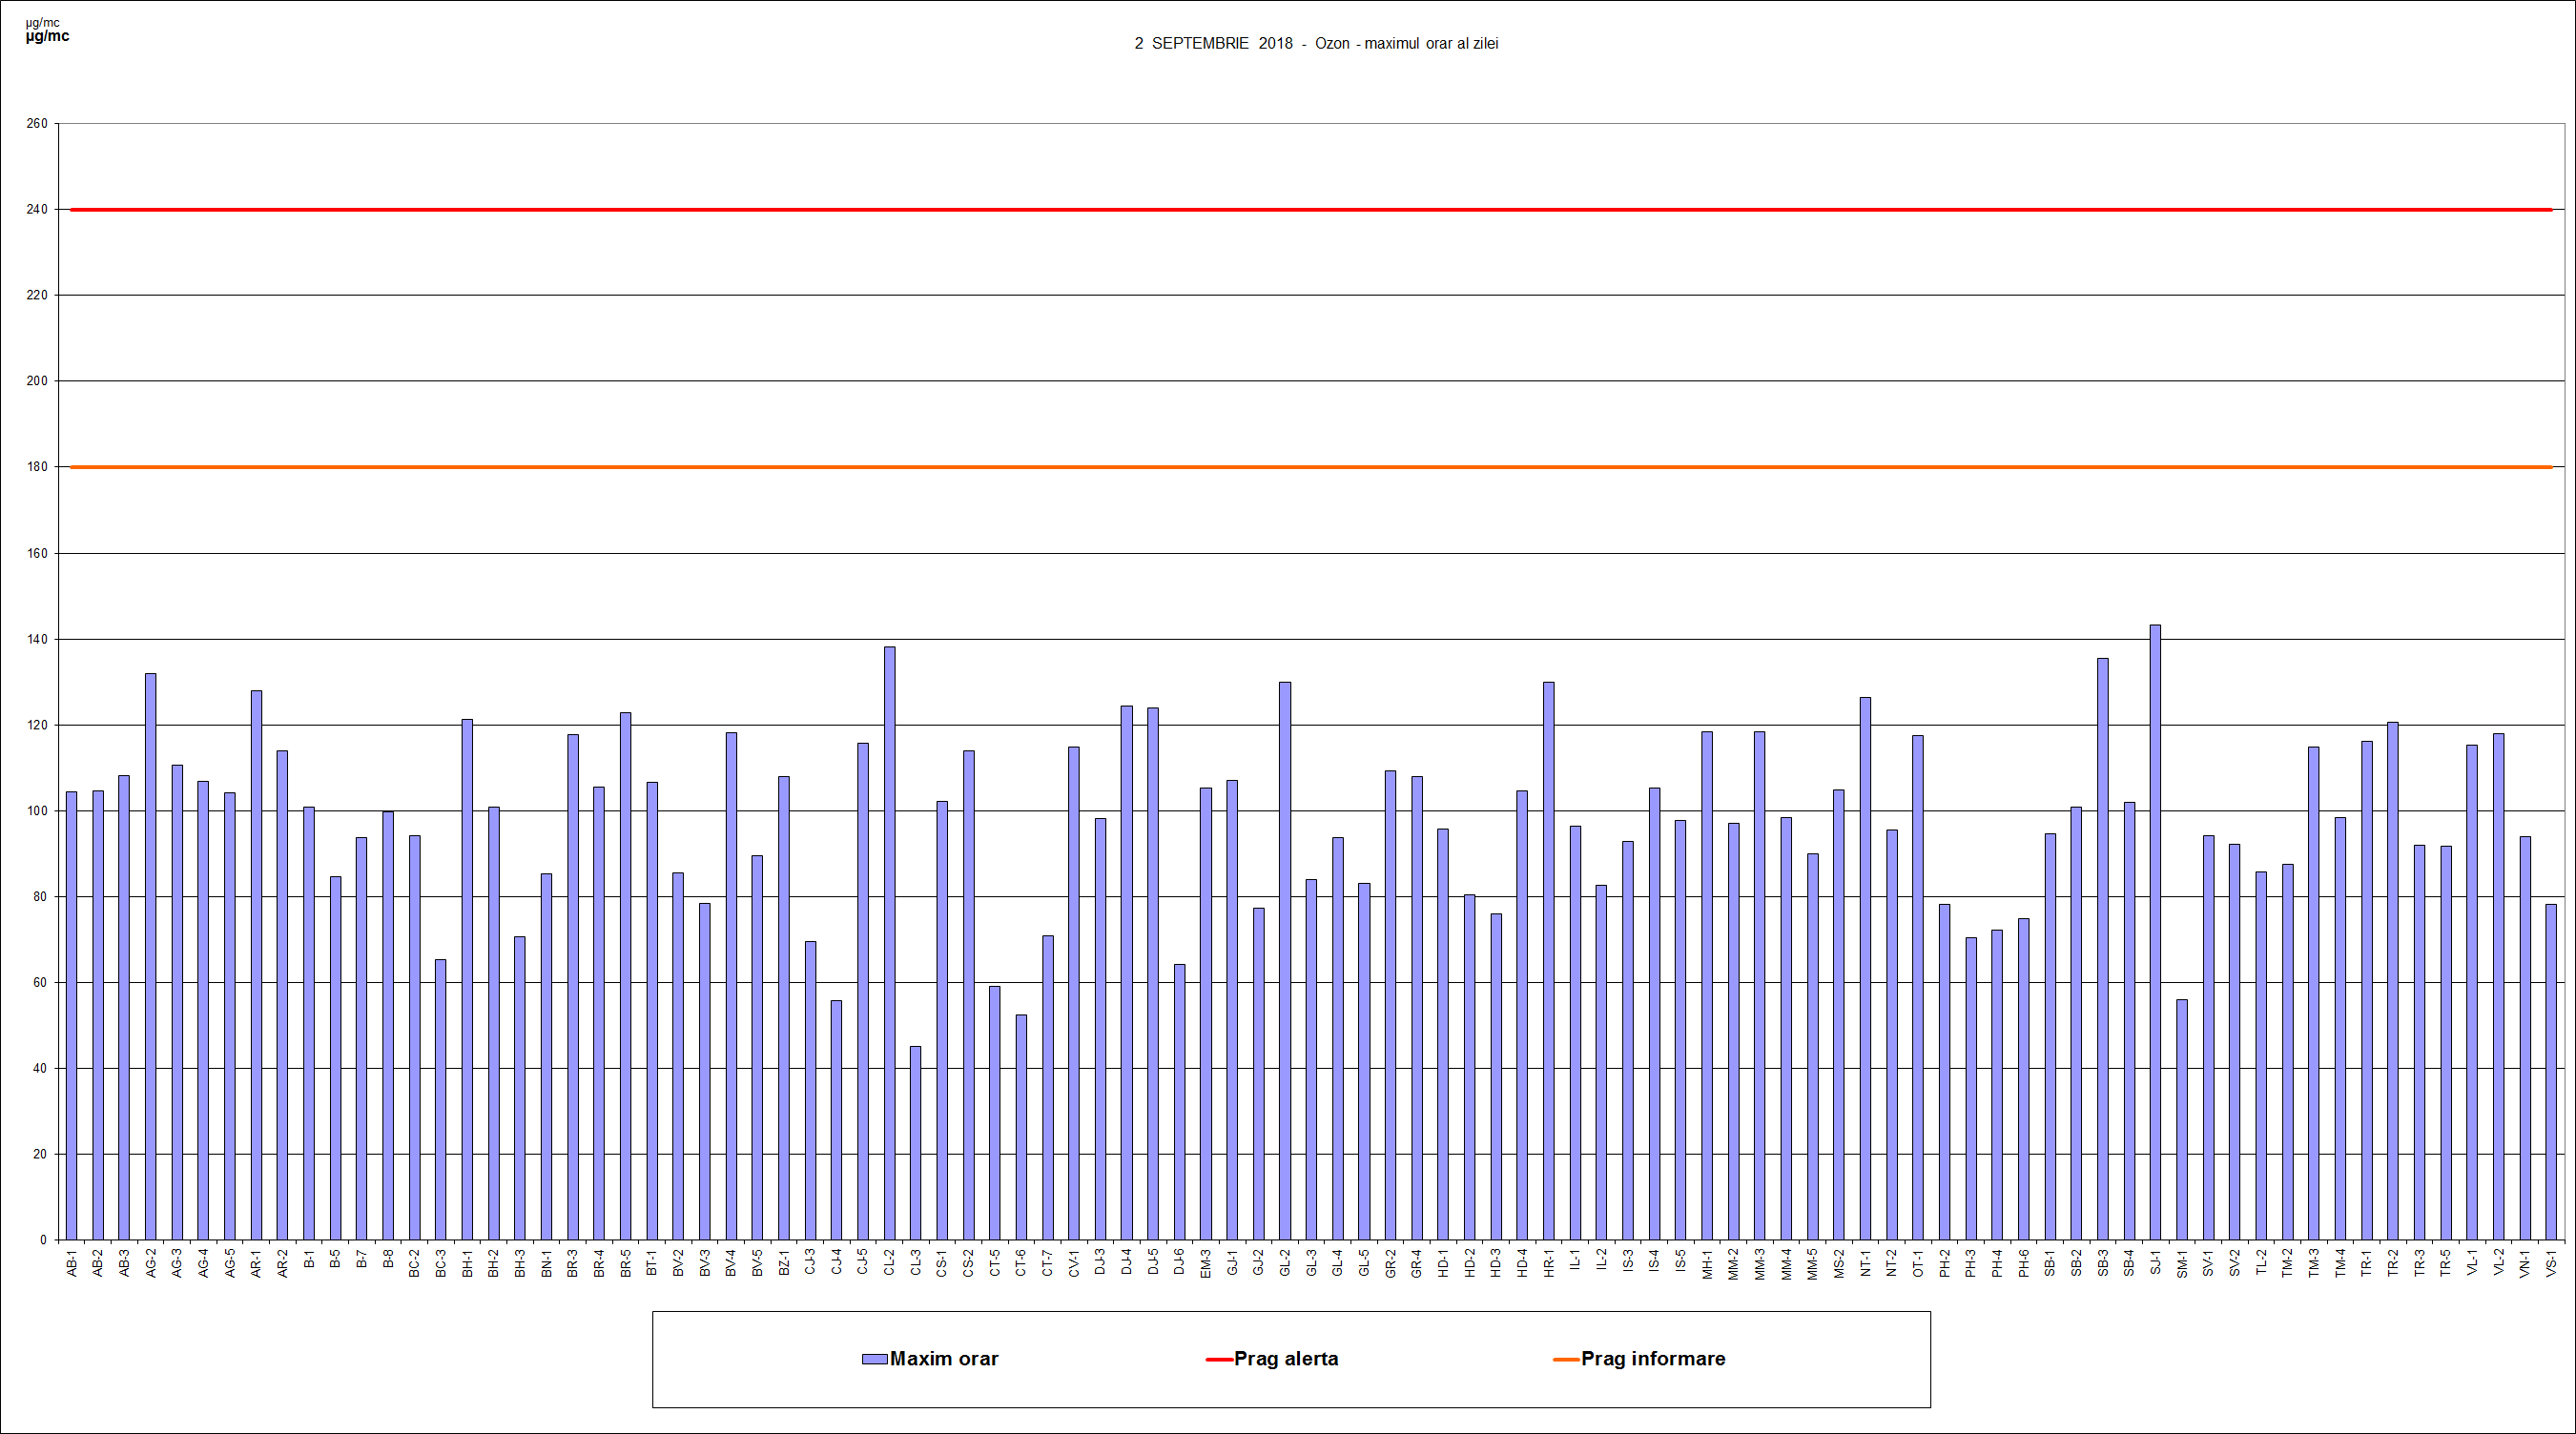 µg/mc
µg/mc
2 SEPTEMBRIE 2018 - Ozon - maximul orar al zilei
260
240
220
200
180
160
140
120
100
80
60
40
20
0
AB-1 AB-2 AB-3 AG-2 AG-3 AG-4 AG-5 AR-1 AR-2 B-1 B-5 B-7 B-8 BC-2 BC-3 BH-1 BH-2 BH-3 BN-1 BR-3 BR-4 BR-5 BT-1 BV-2 BV-3 BV-4 BV-5 BZ-1 CJ-3 CJ-4 CJ-5 CL-2 CL-3 CS-1 CS-2 CT-5 CT-6 CT-7 CV-1 DJ-3 DJ-4 DJ-5 DJ-6 EM-3 GJ-1 GJ-2 GL-2 GL-3 GL-4 GL-5 GR-2 GR-4 HD-1 HD-2 HD-3 HD-4 HR-1 IL-1 IL-2 IS-3 IS-4 IS-5 MH-1 MM-2 MM-3 MM-4 MM-5 MS-2 NT-1 NT-2 OT-1 PH-2 PH-3 PH-4 PH-6 SB-1 SB-2 SB-3 SB-4 SJ-1 SM-1 SV-1 SV-2 TL-2 TM-2 TM-3 TM-4 TR-1 TR-2 TR-3 TR-5 VL-1 VL-2 VN-1 VS-1
Maxim orar Prag alerta Prag informare